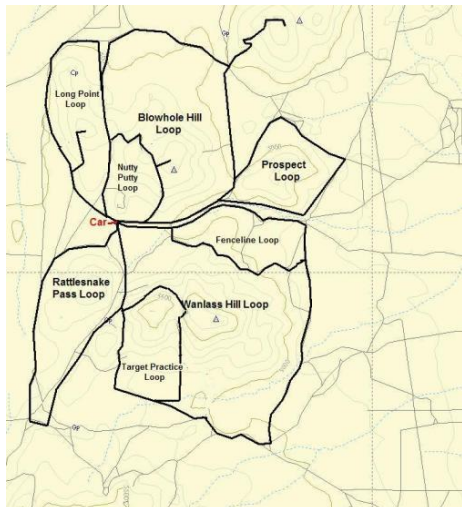 Long Point
Loop
Blowhole Hill
Loop
Nutty
Putty
Loop
Prospect
Loop
Car
Fenceline Loop
Rattlesnake
Pass Loop
Wanlass Hill Loop
Target Practice
Loop